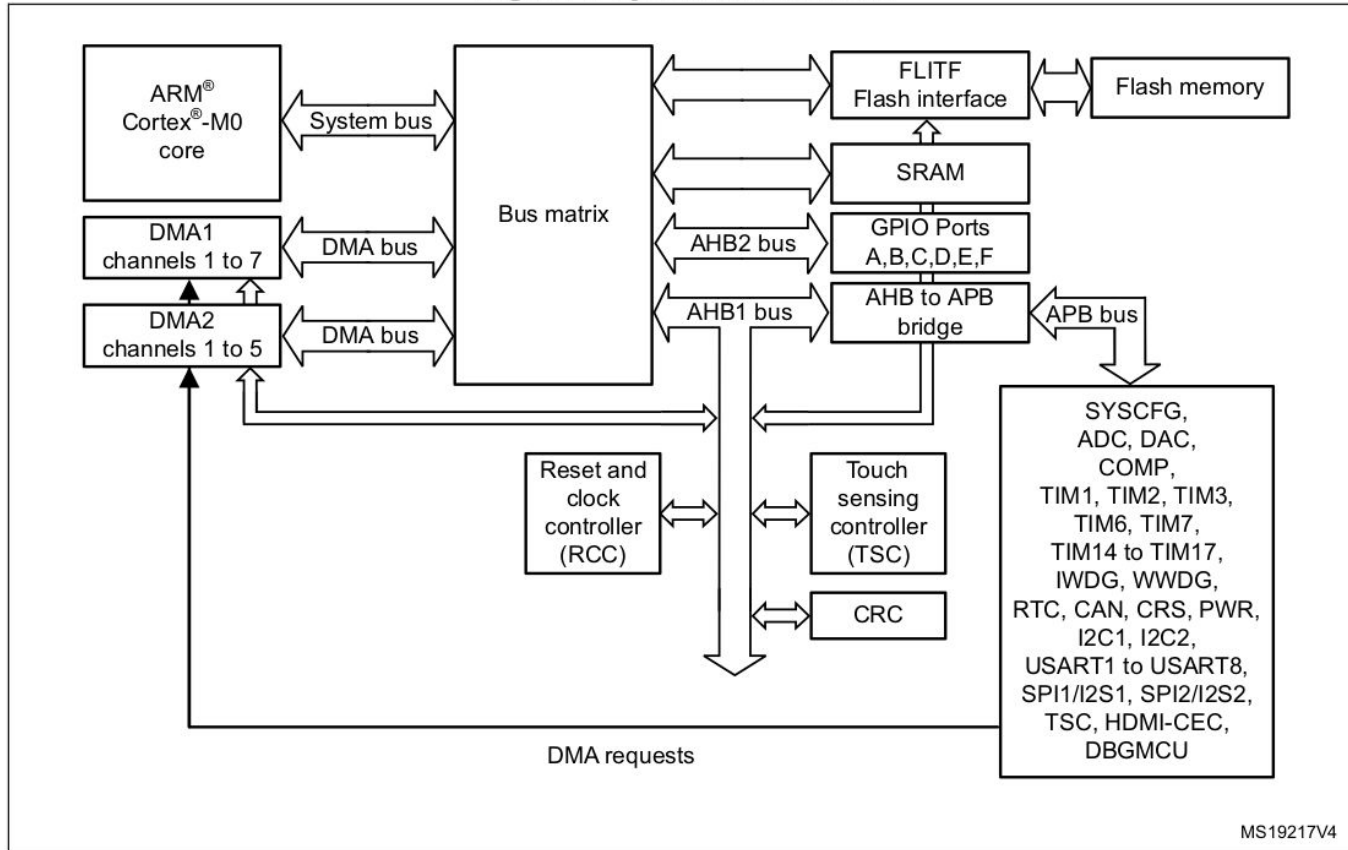 ARM®
Cortex®-M0
core
System bus
Bus matrix
FLITF
Flash interface
Flash memory
SRAM
DMA1
channels 1 to 7
DMA bus
AHB2 bus
GPIO Ports
A,B,C,D,E,F
DMA2
channels 1 to 5
DMA bus
AHB1 bus
AHB to APB
bridge
APB bus
Reset and
clock
controller
(RCC)
Touch
sensing
controller
(TSC)
CRC
SYSCFG,
ADC, DAC,
COMP,
TIM1, TIM2, TIM3,
TIM6, TIM7,
TIM14 to TIM17,
IWDG, WWDG,
RTC, CAN, CRS, PWR,
I2C1, I2C2,
USART1 to USART8,
SPI1/I2S1, SPI2/I2S2,
TSC, HDMI-CEC,
DBGMCU
DMA requests
MS19217V4